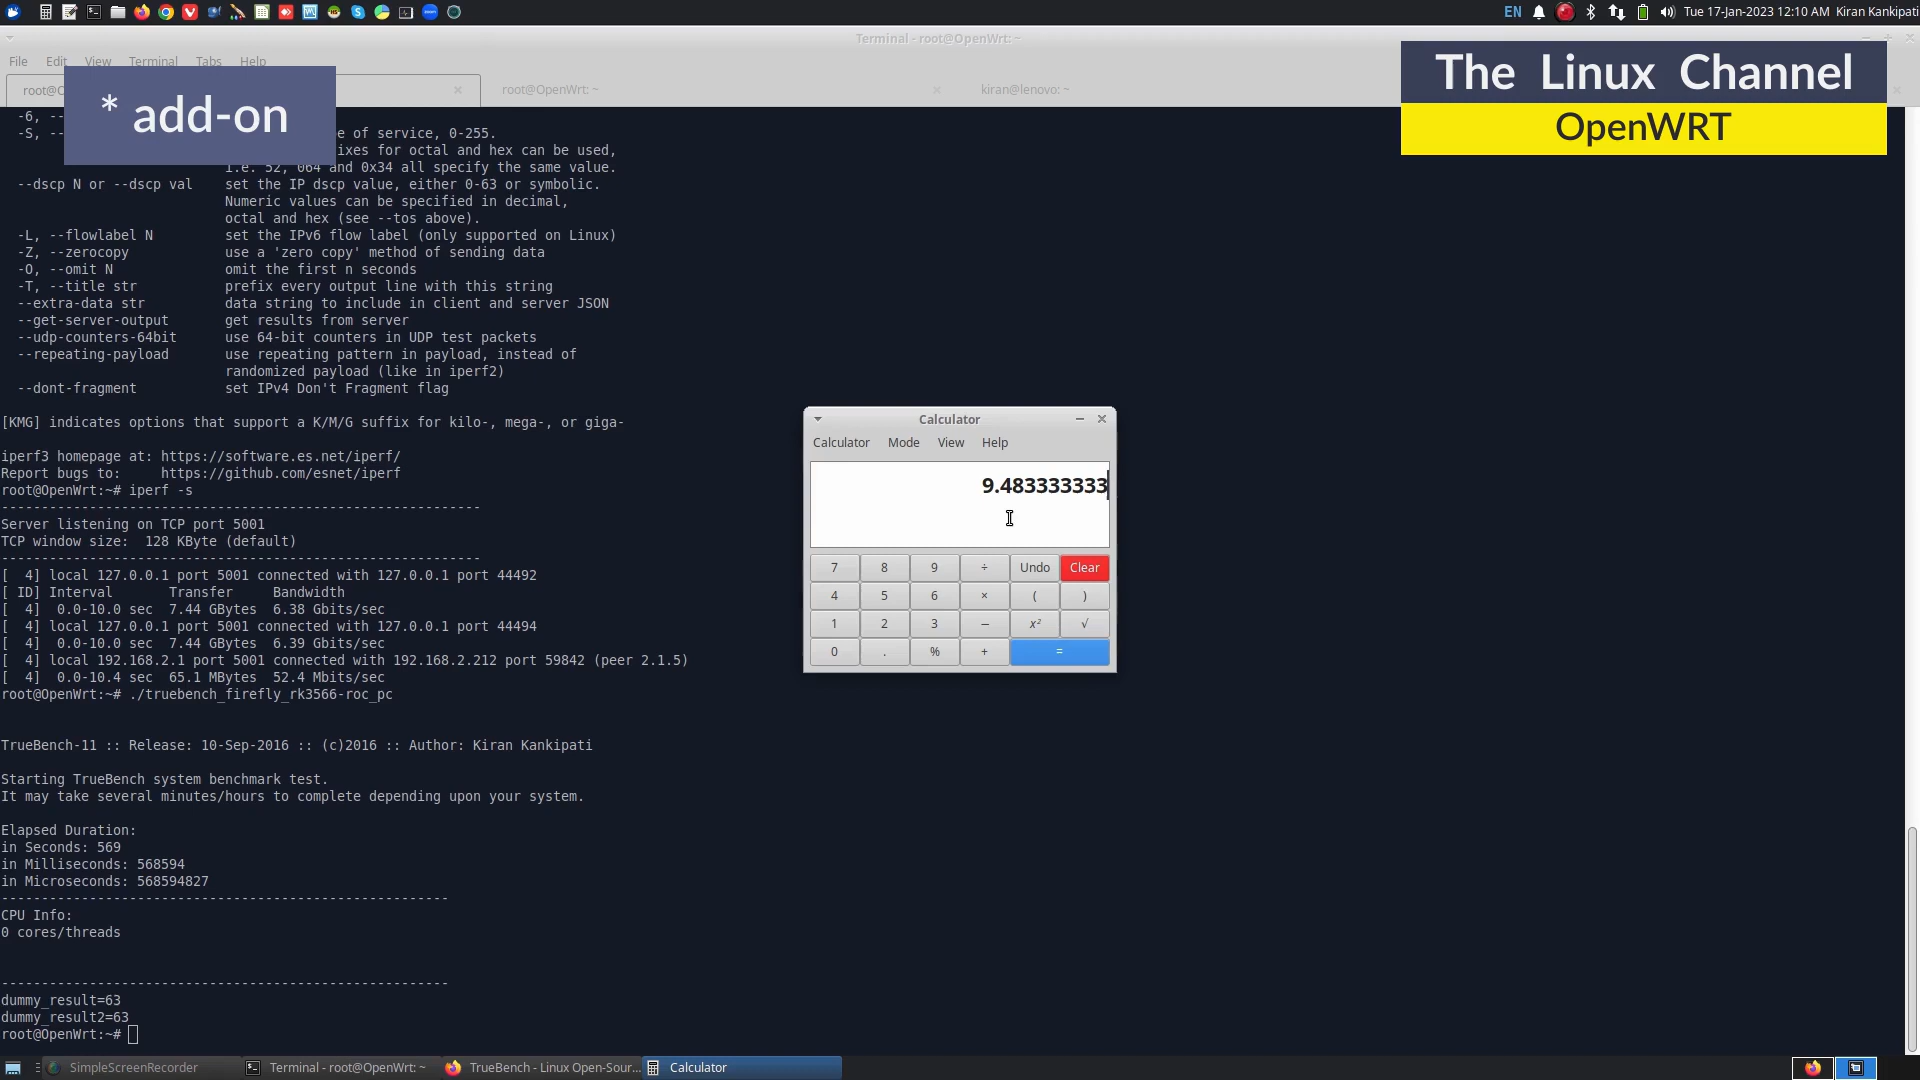 EN
Tue 17-Jan-2023 12:10 AM Kiran Kankipati
Terminal - root@OpenWrt: ~
File Edit View Terminal Tabs Help
The Linux Channel
OpenWRT
* add-on
root@O
root@OpenWrt: ~
kiran@lenovo: ~
-6, --
-S, -- e of service, 0-255.
ixes for octal and hex can be used,
i.e. 52, 064 and 0x34 all specify the same value.
--dscp N or --dscp val set the IP dscp value, either 0-63 or symbolic.
Numeric values can be specified in decimal,
octal and hex (see --tos above).
-L, --flowlabel N set the IPv6 flow label (only supported on Linux)
-Z, --zerocopy use a 'zero copy' method of sending data
-O, --omit N omit the first n seconds
-T, --title str prefix every output line with this string
--extra-data str data string to include in client and server JSON
--get-server-output get results from server
--udp-counters-64bit use 64-bit counters in UDP test packets
--repeating-payload use repeating pattern in payload, instead of
randomized payload (like in iperf2)
--dont-fragment set IPv4 Don't Fragment flag
[KMG] indicates options that support a K/M/G suffix for kilo-, mega-, or giga-
iperf3 homepage at: https://software.es.net/iperf/
Report bugs to: https://github.com/esnet/iperf
root@OpenWrt:~# iperf -s
------------------------------------------------------------
Server listening on TCP port 5001
TCP window size: 128 KByte (default)
------------------------------------------------------------
[ 4] local 127.0.0.1 port 5001 connected with 127.0.0.1 port 44492
[ ID] Interval Transfer Bandwidth
[ 4] 0.0-10.0 sec 7.44 GBytes 6.38 Gbits/sec
[ 4] local 127.0.0.1 port 5001 connected with 127.0.0.1 port 44494
[ 4] 0.0-10.0 sec 7.44 GBytes 6.39 Gbits/sec
[ 4] local 192.168.2.1 port 5001 connected with 192.168.2.212 port 59842 (peer 2.1.5)
[ 4] 0.0-10.4 sec 65.1 MBytes 52.4 Mbits/sec
root@OpenWrt:~# ./truebench_firefly_rk3566-roc_pc
TrueBench-11 :: Release: 10-Sep-2016 :: (c)2016 :: Author: Kiran Kankipati
Starting TrueBench system benchmark test.
It may take several minutes/hours to complete depending upon your system.
Elapsed Duration:
in Seconds: 569
in Milliseconds: 568594
in Microseconds: 568594827
--------------------------------------------------------
CPU Info:
0 cores/threads
--------------------------------------------------------
dummy_result=63
dummy_result2=63
root@OpenWrt:~#
Calculator
Calculator Mode View Help
9.483333333
7 8 9 ÷ Undo Clear
4 5 6 × ( )
1 2 3 − x² √
0 . % + =
SimpleScreenRecorder
Terminal - root@OpenWrt: ~
TrueBench - Linux Open-Sour...
Calculator